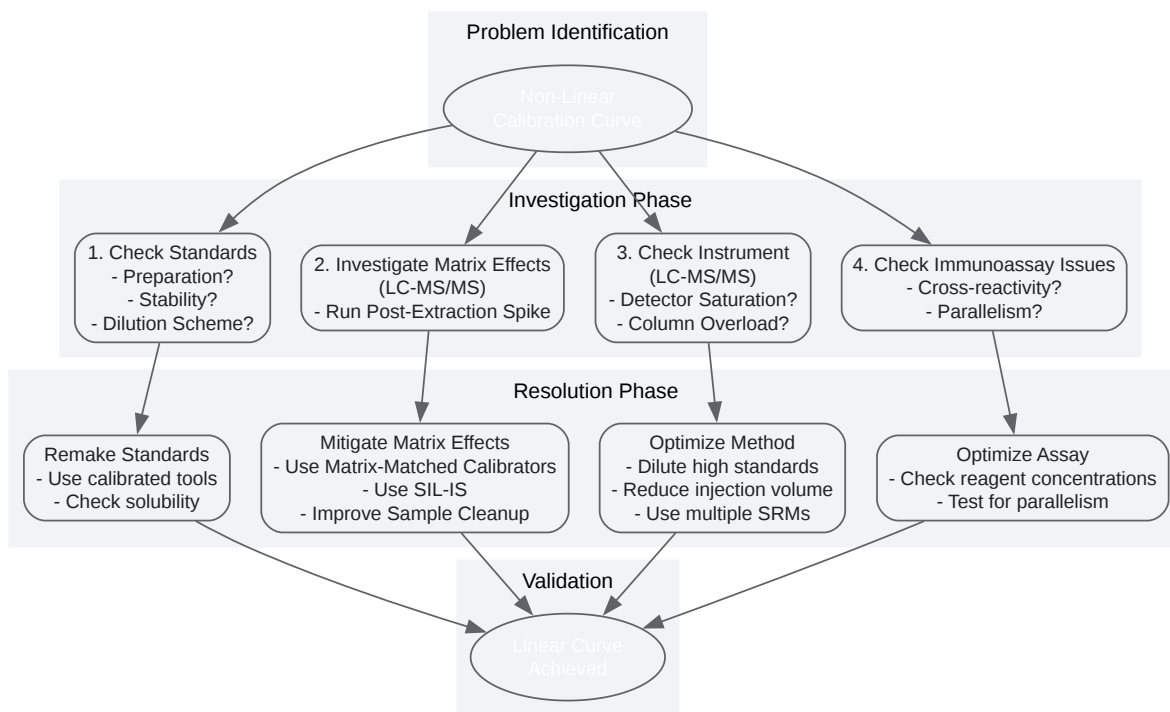 Problem Identification
Non-Linear
Calibration Curve
Investigation Phase
1. Check Standards
- Preparation?
- Stability?
- Dilution Scheme?
2. Investigate Matrix Effects
(LC-MS/MS)
- Run Post-Extraction Spike
3. Check Instrument
(LC-MS/MS)
- Detector Saturation?
- Column Overload?
4. Check Immunoassay Issues
- Cross-reactivity?
- Parallelism?
Resolution Phase
Remake Standards
- Use calibrated tools
- Check solubility
Mitigate Matrix Effects
- Use Matrix-Matched Calibrators
- Use SIL-IS
- Improve Sample Cleanup
Optimize Method
- Dilute high standards
- Reduce injection volume
- Use multiple SRMs
Optimize Assay
- Check reagent concentrations
- Test for parallelism
Validation
Linear Curve
Achieved